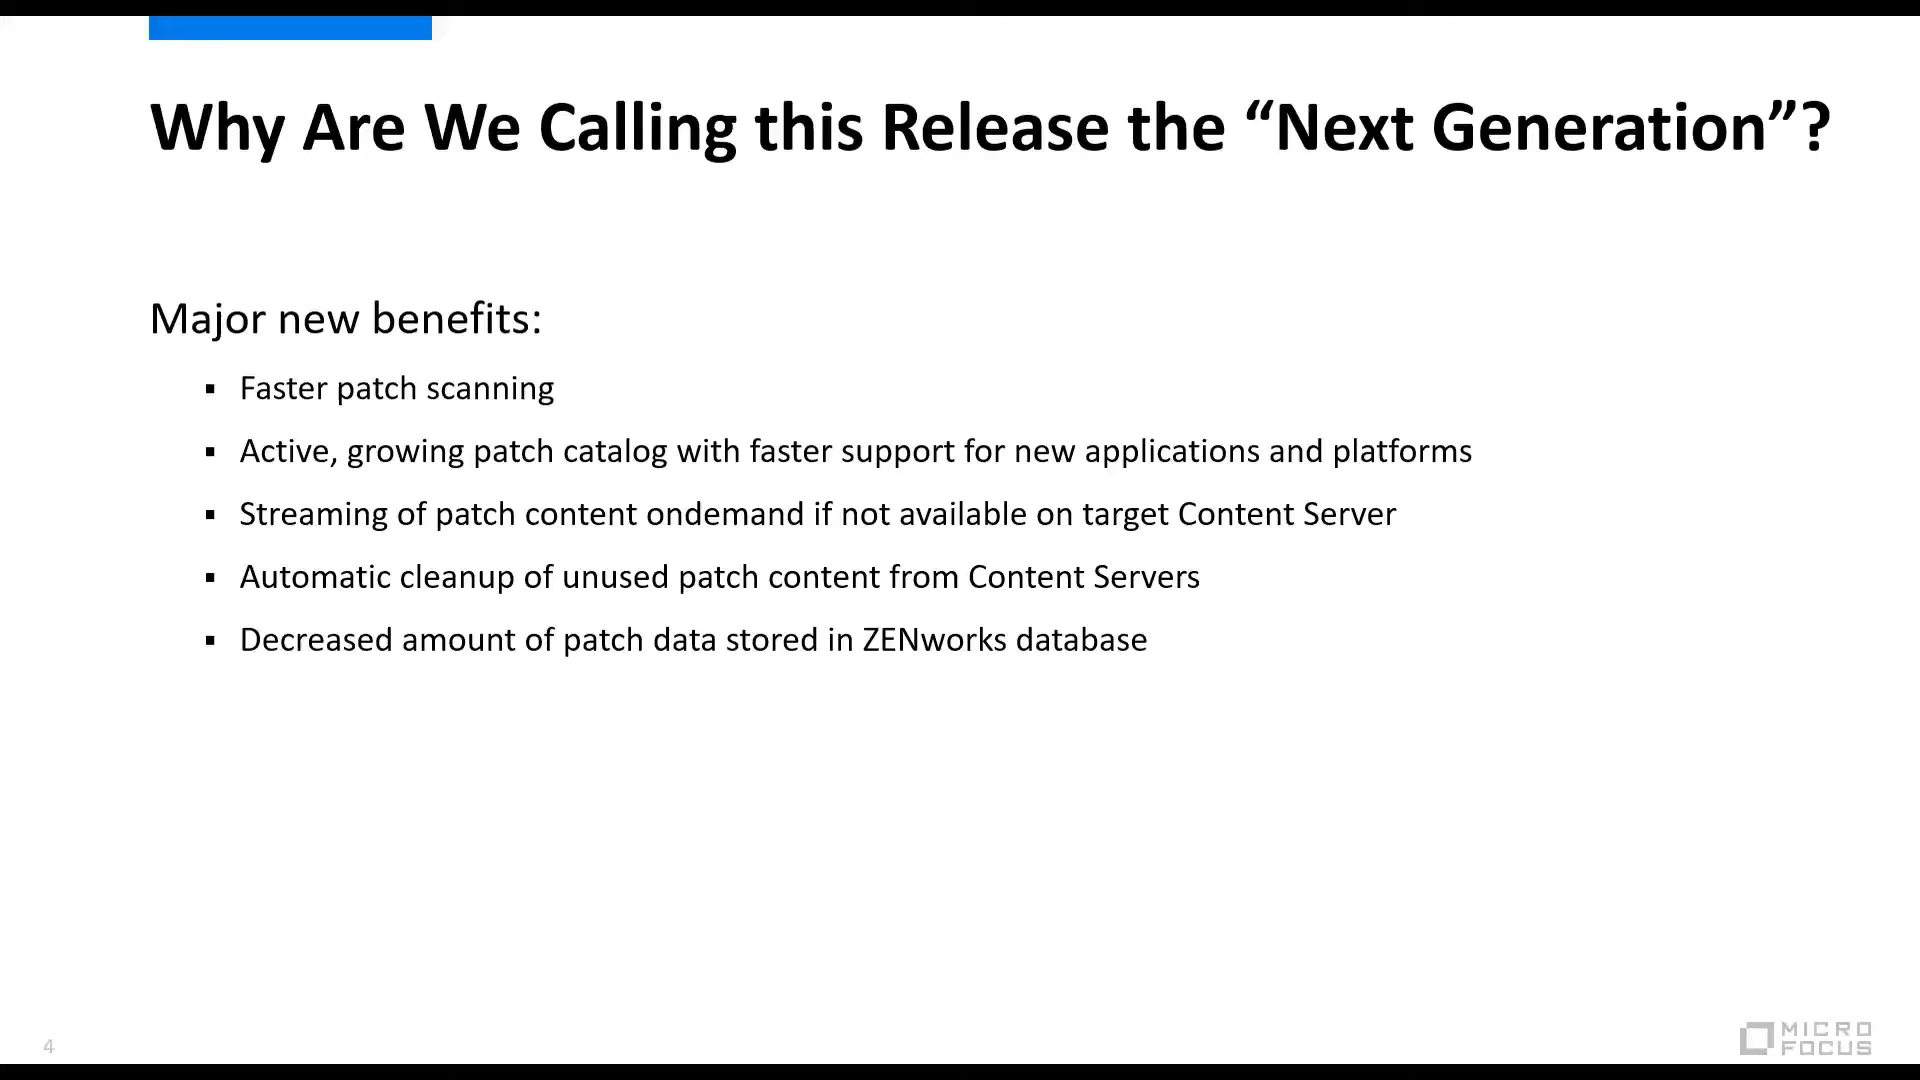 Why Are We Calling this Release the “Next Generation”?
Major new benefits:
▪ Faster patch scanning
▪ Active, growing patch catalog with faster support for new applications and platforms
▪ Streaming of patch content ondemand if not available on target Content Server
▪ Automatic cleanup of unused patch content from Content Servers
▪ Decreased amount of patch data stored in ZENworks database
4
MICRO
FOCUS